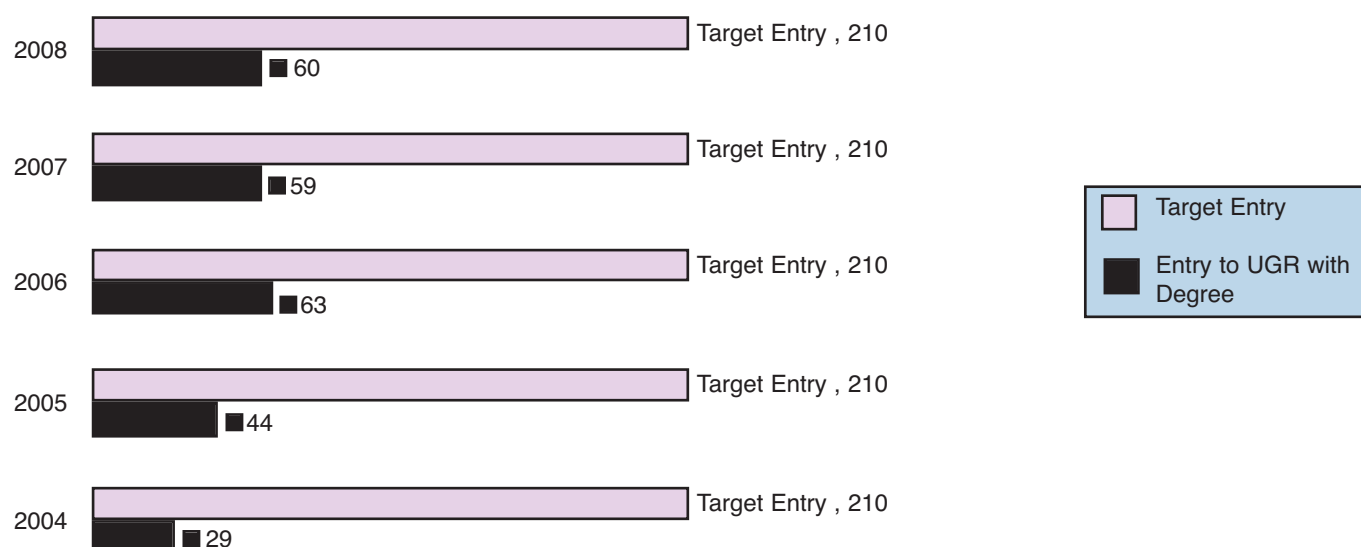 2008
Target Entry , 210
60
2007
Target Entry , 210
59
2006
Target Entry , 210
63
2005
Target Entry , 210
44
2004
Target Entry , 210
29
Target Entry
Entry to UGR with
Degree